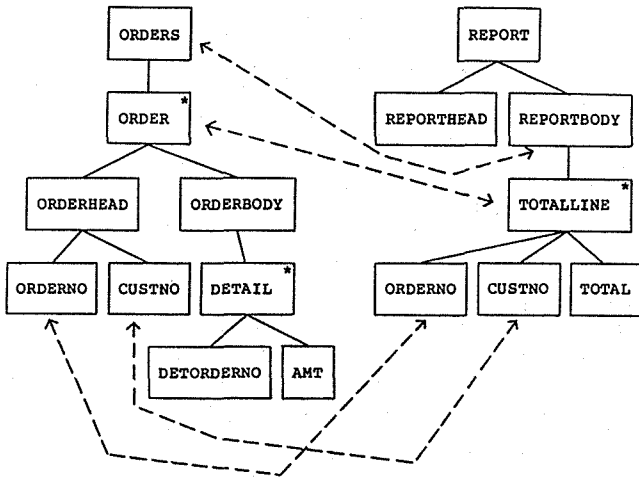 ORDERS
REPORT
ORDER *
REPORTHEAD
REPORTBODY
ORDERHEAD
ORDERBODY
TOTALLINE *
ORDERNO
CUSTNO
DETAIL *
ORDERNO
CUSTNO
TOTAL
DETORDERNO
AMT